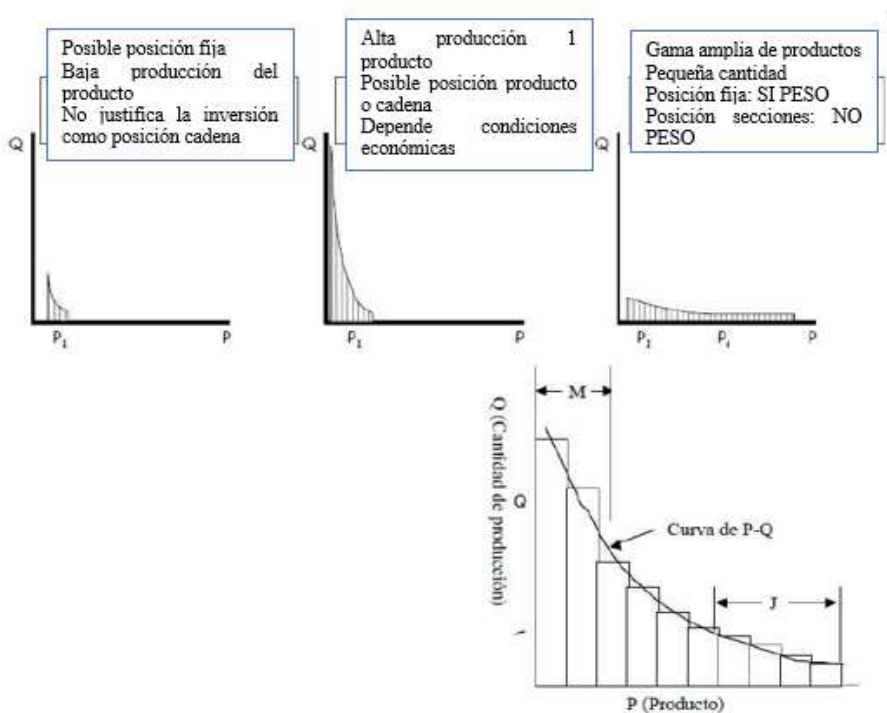 Posible posición fija
Baja producción del
producto
No justifica la inversión
como posición cadena
Q
P1
P
Alta producción 1
producto
Posible posición producto
o cadena
Depende condiciones
económicas
Q
P1
P
Gama amplia de productos
Pequeña cantidad
Posición fija: SI PESO
Posición secciones: NO
PESO
Q
P1
P
M
Q (Cantidad de producción)
Q
Curva de P-Q
J
P (Producto)